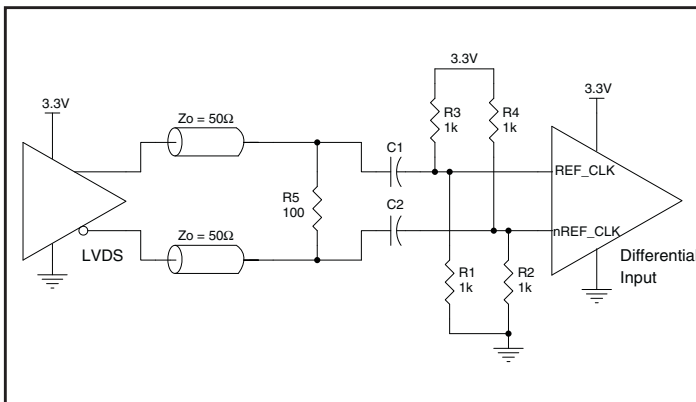 3.3V
3.3V
3.3V
Zo = 50Ω
R3
1k
R4
1k
C1
REF_CLK
R5
100
C2
nREF_CLK
Zo = 50Ω
LVDS
Differential
Input
R1
1k
R2
1k